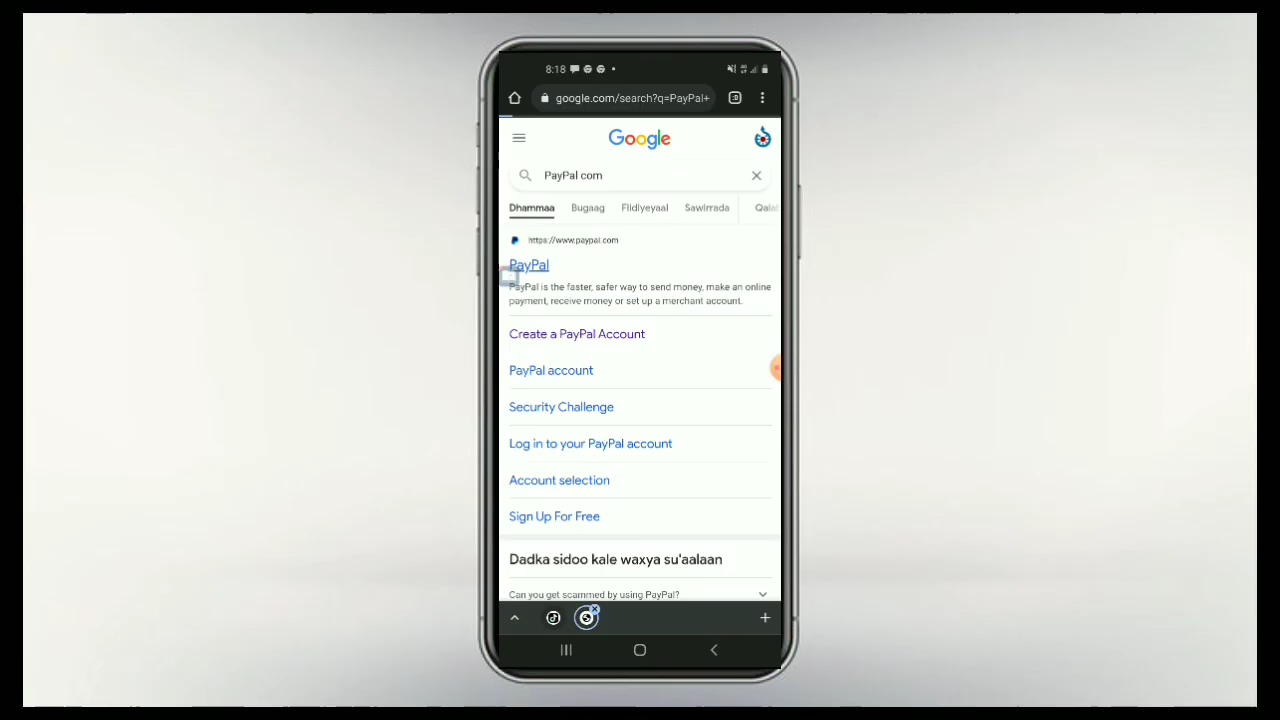 8:18
google.com/search?q=PayPal+
:D
Google
PayPal com
Dhammaa Bugaag Fiidiyeyaal Sawirrada
https://www.paypal.com
PayPal
PayPal is the faster, safer way to send money, make an online
payment, receive money or set up a merchant account.
Create a PayPal Account
PayPal account
Security Challenge
Log in to your PayPal account
Account selection
Sign Up For Free
Dadka sidoo kale waxya su'aalaan
Can you get scammed by using PayPal?